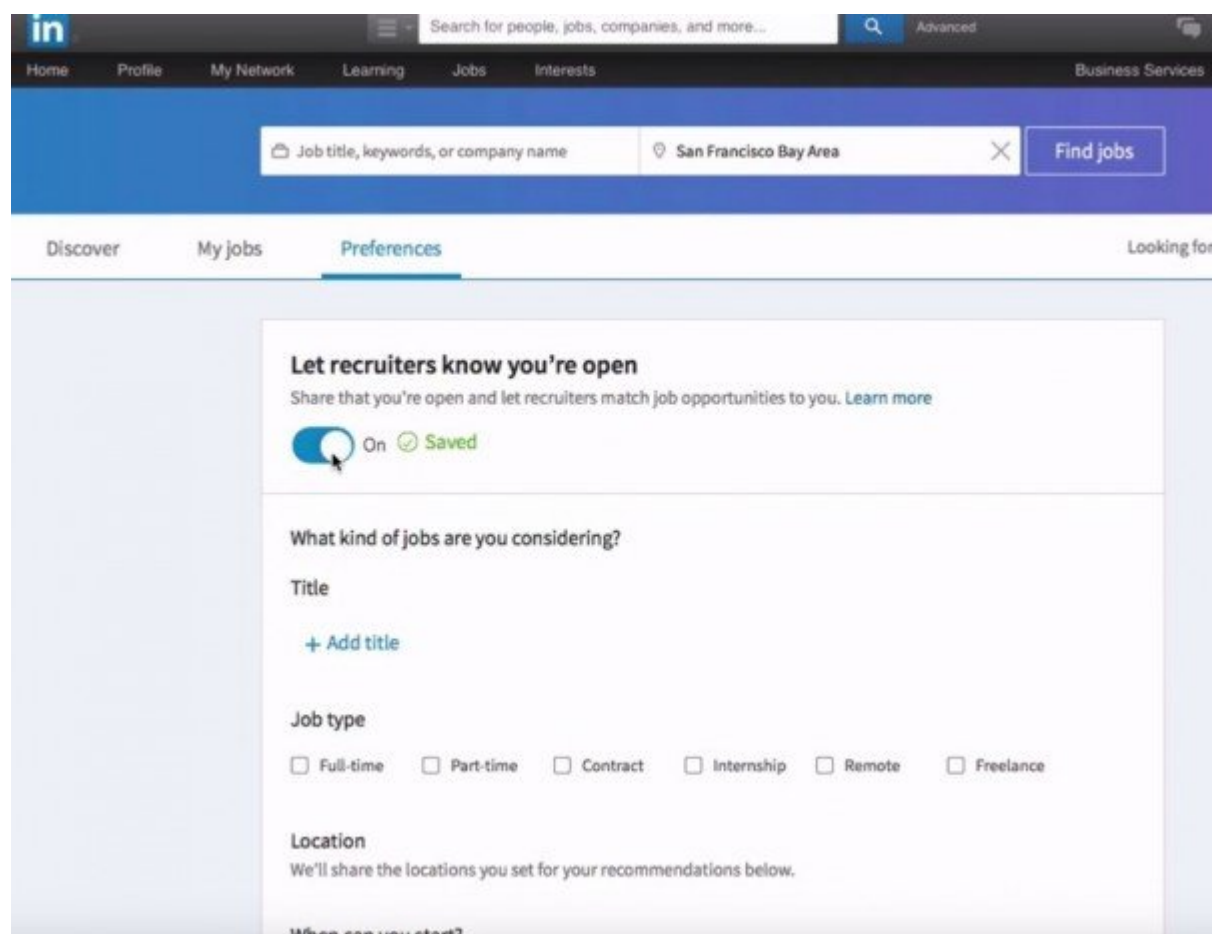 in
Search for people, jobs, companies, and more...
Advanced
Home Profile My Network Learning Jobs Interests Business Services
Job title, keywords, or company name San Francisco Bay Area Find jobs
Discover My jobs Preferences Looking for
Let recruiters know you're open
Share that you're open and let recruiters match job opportunities to you. Learn more
On Saved
What kind of jobs are you considering?
Title
+ Add title
Job type
Full-time Part-time Contract Internship Remote Freelance
Location
We'll share the locations you set for your recommendations below.
When can you start?